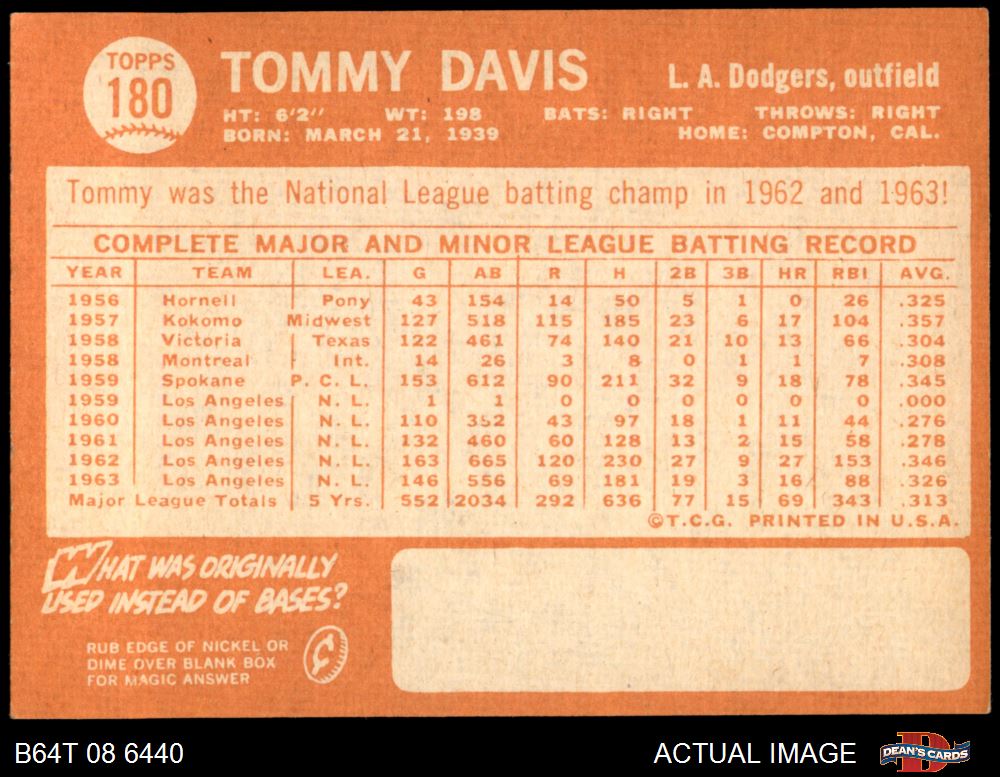 TOPPS
180
TOMMY DAVIS
L. A. Dodgers, outfield
HT: 6'2" WT: 198 BATS: RIGHT THROWS: RIGHT
BORN: MARCH 21, 1939 HOME: COMPTON, CAL.
Tommy was the National League batting champ in 1962 and 1963!
COMPLETE MAJOR AND MINOR LEAGUE BATTING RECORD
YEAR TEAM LEA. G AB R H 2B 3B HR RBI AVG.
1956 Hornell Pony 43 154 14 50 5 1 0 26 .325
1957 Kokomo Midwest 127 518 115 185 23 6 17 104 .357
1958 Victoria Texas 122 461 74 140 21 10 13 66 .304
1958 Montreal Int. 14 26 3 8 0 1 1 7 .308
1959 Spokane P. C. L. 153 612 90 211 32 9 18 78 .345
1959 Los Angeles N. L. 1 1 0 0 0 0 0 0 .000
1960 Los Angeles N. L. 110 352 43 97 18 1 11 44 .276
1961 Los Angeles N. L. 132 460 60 128 13 2 15 58 .278
1962 Los Angeles N. L. 163 665 120 230 27 9 27 153 .346
1963 Los Angeles N. L. 146 556 69 181 19 3 16 88 .326
Major League Totals 5 Yrs. 552 2034 292 636 77 15 69 343 .313
©T.C.G. PRINTED IN U.S.A.
WHAT WAS ORIGINALLY
USED INSTEAD OF BASES?
RUB EDGE OF NICKEL OR
DIME OVER BLANK BOX
FOR MAGIC ANSWER
¢
B64T 08 6440
ACTUAL IMAGE
D
DEAN'S CARDS